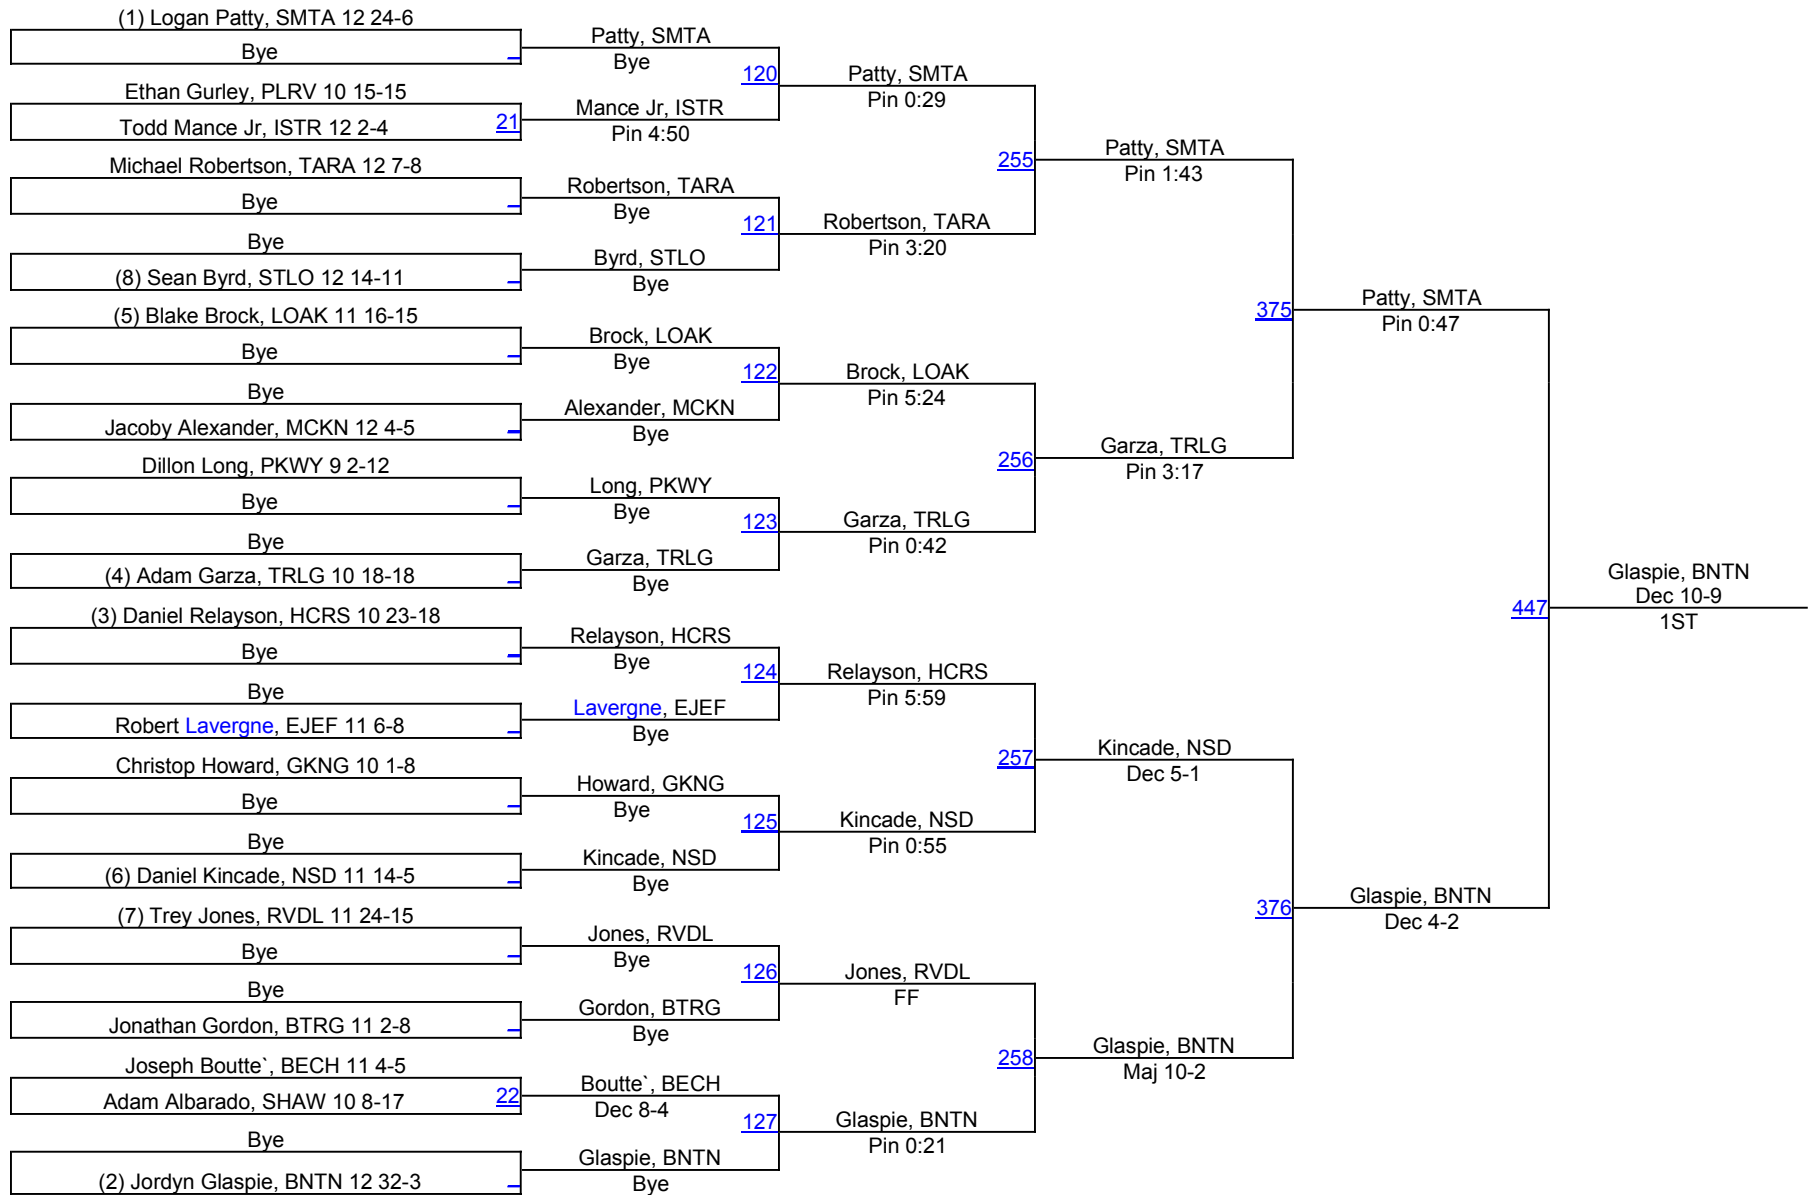 (1) Logan Patty, SMTA 12 24-6
Bye
Ethan Gurley, PLRV 10 15-15
Todd Mance Jr, ISTR 12 2-4
21
Michael Robertson, TARA 12 7-8
Bye
Bye
(8) Sean Byrd, STLO 12 14-11
(5) Blake Brock, LOAK 11 16-15
Bye
Bye
Jacoby Alexander, MCKN 12 4-5
Dillon Long, PKWY 9 2-12
Bye
Bye
(4) Adam Garza, TRLG 10 18-18
(3) Daniel Relayson, HCRS 10 23-18
Bye
Bye
Robert Lavergne, EJEF 11 6-8
Christop Howard, GKNG 10 1-8
Bye
Bye
(6) Daniel Kincade, NSD 11 14-5
(7) Trey Jones, RVDL 11 24-15
Bye
Bye
Jonathan Gordon, BTRG 11 2-8
Joseph Boutte`, BECH 11 4-5
Adam Albarado, SHAW 10 8-17
22
Bye
(2) Jordyn Glaspie, BNTN 12 32-3
Patty, SMTA
Bye
120
Mance Jr, ISTR
Pin 4:50
Robertson, TARA
Bye
121
Byrd, STLO
Bye
Brock, LOAK
Bye
122
Alexander, MCKN
Bye
Long, PKWY
Bye
123
Garza, TRLG
Bye
Relayson, HCRS
Bye
124
Lavergne, EJEF
Bye
Howard, GKNG
Bye
125
Kincade, NSD
Bye
Jones, RVDL
Bye
126
Gordon, BTRG
Bye
Boutte`, BECH
Dec 8-4
127
Glaspie, BNTN
Bye
Patty, SMTA
Pin 0:29
255
Robertson, TARA
Pin 3:20
Brock, LOAK
Pin 5:24
256
Garza, TRLG
Pin 0:42
Relayson, HCRS
Pin 5:59
257
Kincade, NSD
Pin 0:55
Jones, RVDL
FF
258
Glaspie, BNTN
Pin 0:21
Patty, SMTA
Pin 1:43
375
Garza, TRLG
Pin 3:17
Kincade, NSD
Dec 5-1
376
Glaspie, BNTN
Maj 10-2
Patty, SMTA
Pin 0:47
447
Glaspie, BNTN
Dec 4-2
Glaspie, BNTN
Dec 10-9
1ST